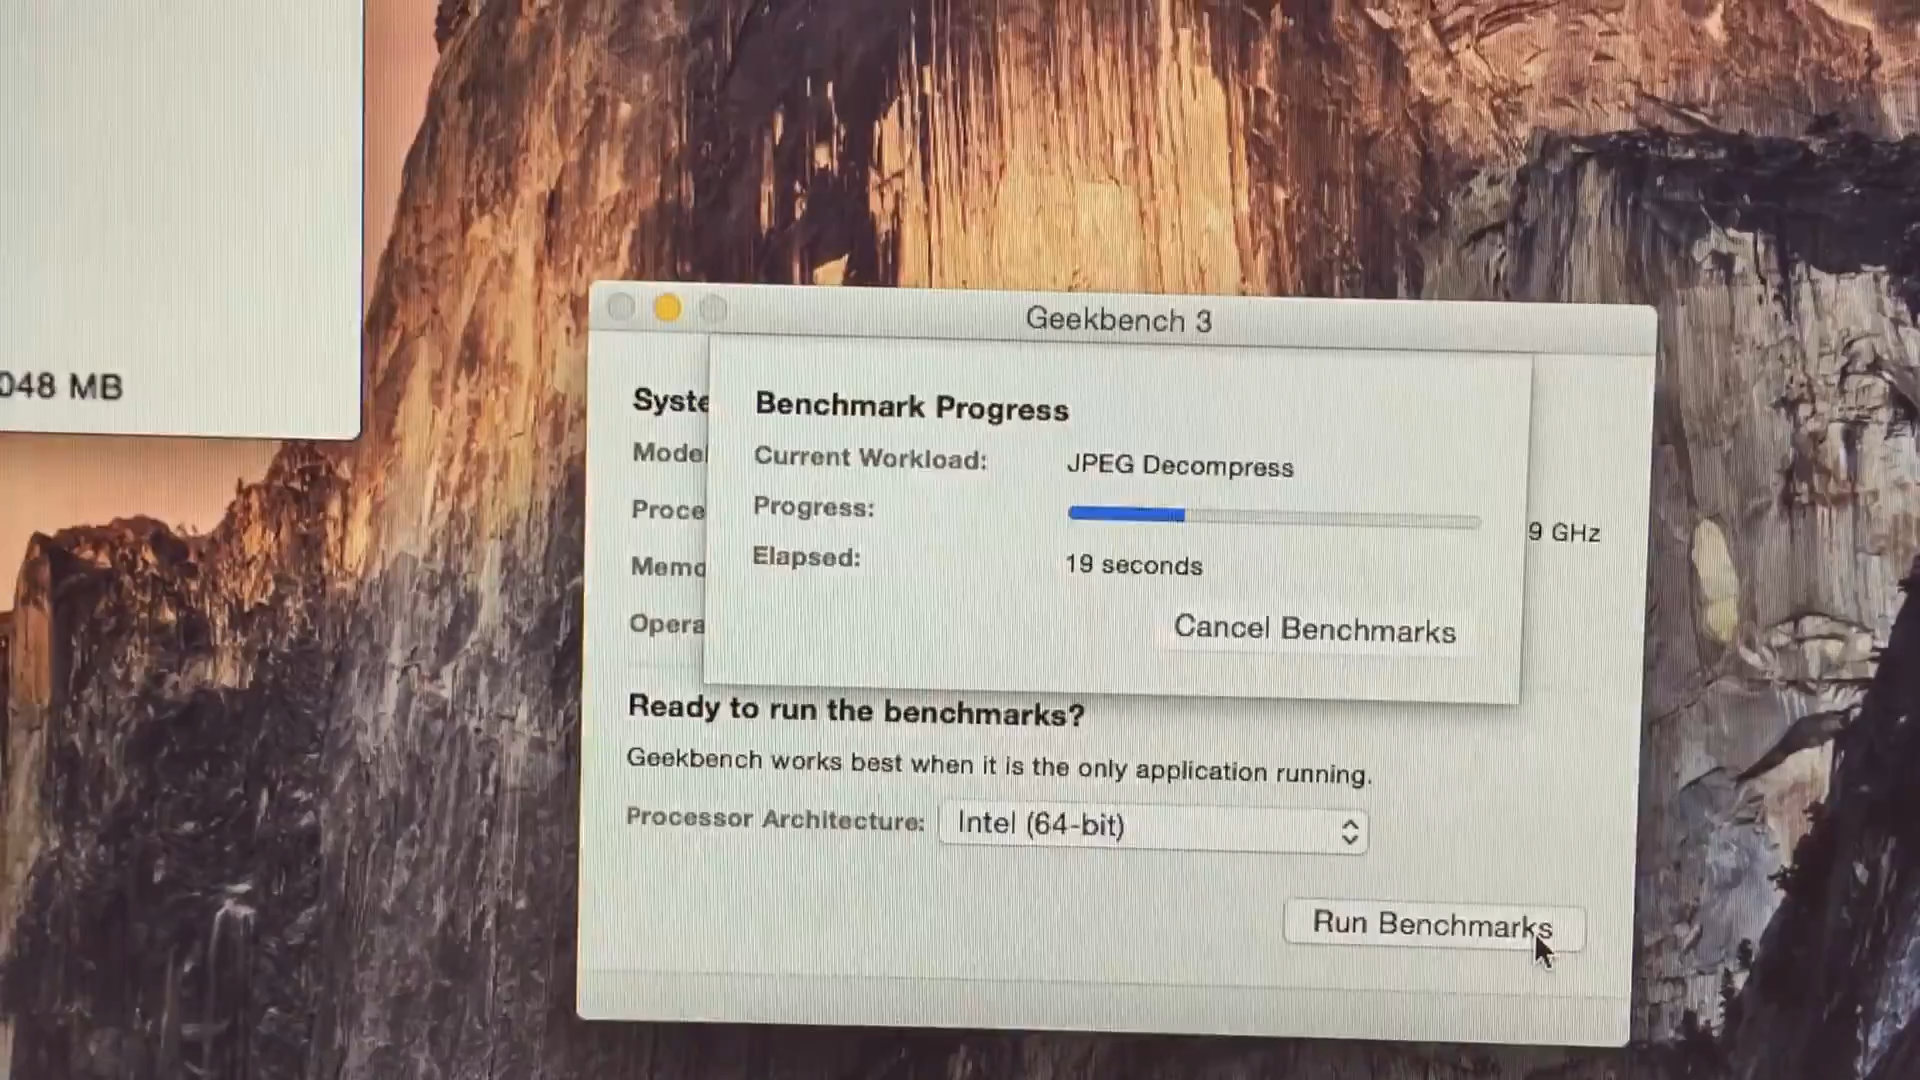 048 MB
Geekbench 3
Syste
Benchmark Progress
Model
Current Workload: JPEG Decompress
Proce
Progress:
9 GHz
Memo
Elapsed: 19 seconds
Opera
Cancel Benchmarks
Ready to run the benchmarks?
Geekbench works best when it is the only application running.
Processor Architecture: Intel (64-bit)
Run Benchmarks